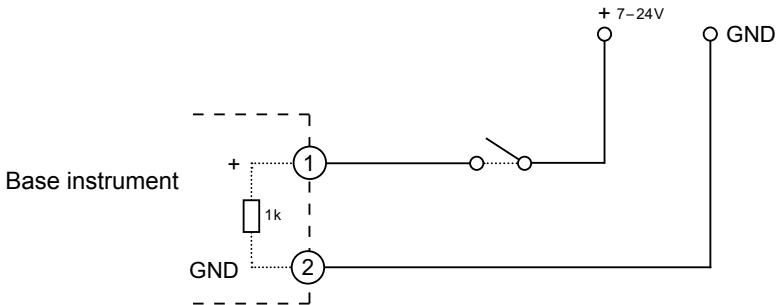 + 7–24V
GND
Base instrument
+
1
1k
GND
2